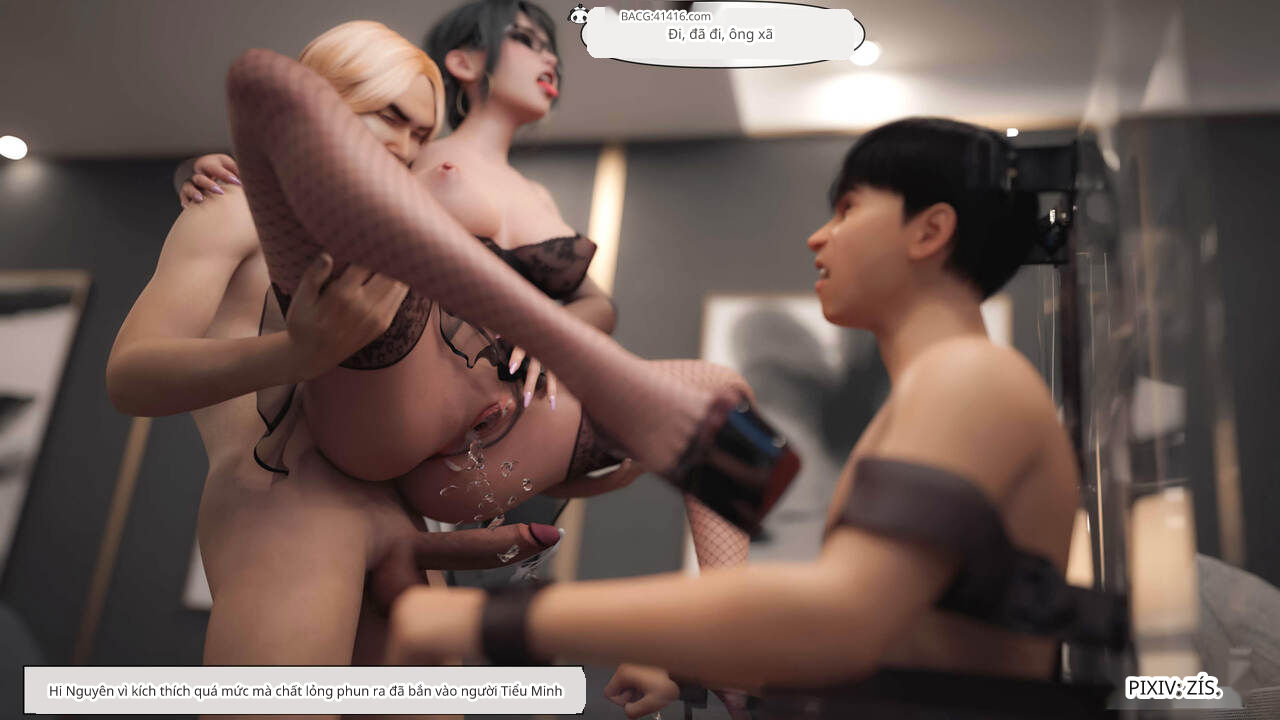 BACG:41416.com
Đi, đã đi, ông xã
Hi Nguyên vì kích thích quá mức mà chất lỏng phun ra đã bắn vào người Tiểu Minh
PIXIV: ZÍS.